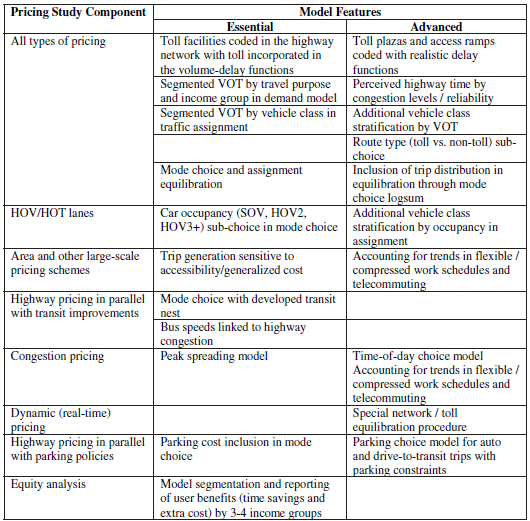 Pricing Study Component
Model Features
Essential
Advanced
All types of pricing
Toll facilities coded in the highway
network with toll incorporated in
the volume-delay functions
Toll plazas and access ramps
coded with realistic delay
functions
Segmented VOT by travel purpose
and income group in demand model
Perceived highway time by
congestion levels / reliability
Segmented VOT by vehicle class in
traffic assignment
Additional vehicle class
stratification by VOT
Route type (toll vs. non-toll) sub-
choice
Mode choice and assignment
equilibration
Inclusion of trip distribution in
equilibration through mode
choice logsum
HOV/HOT lanes
Car occupancy (SOV, HOV2,
HOV3+) sub-choice in mode choice
Additional vehicle class
stratification by occupancy in
assignment
Area and other large-scale
pricing schemes
Trip generation sensitive to
accessibility/generalized cost
Accounting for trends in flexible /
compressed work schedules and
telecommuting
Highway pricing in parallel
with transit improvements
Mode choice with developed transit
nest
Bus speeds linked to highway
congestion
Congestion pricing
Peak spreading model
Time-of-day choice model
Accounting for trends in flexible /
compressed work schedules and
telecommuting
Dynamic (real-time)
pricing
Special network / toll
equilibration procedure
Highway pricing in parallel
with parking policies
Parking cost inclusion in mode
choice
Parking choice model for auto
and drive-to-transit trips with
parking constraints
Equity analysis
Model segmentation and reporting
of user benefits (time savings and
extra cost) by 3-4 income groups